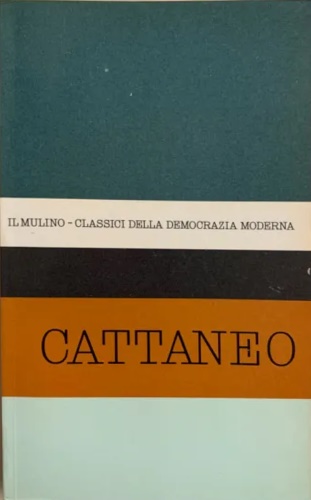 IL MULINO - CLASSICI DELLA DEMOCRAZIA MODERNA
CATTANEO